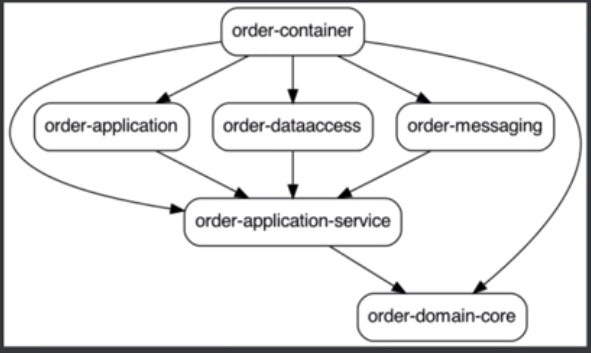 order-container
order-application
order-dataaccess
order-messaging
order-application-service
order-domain-core